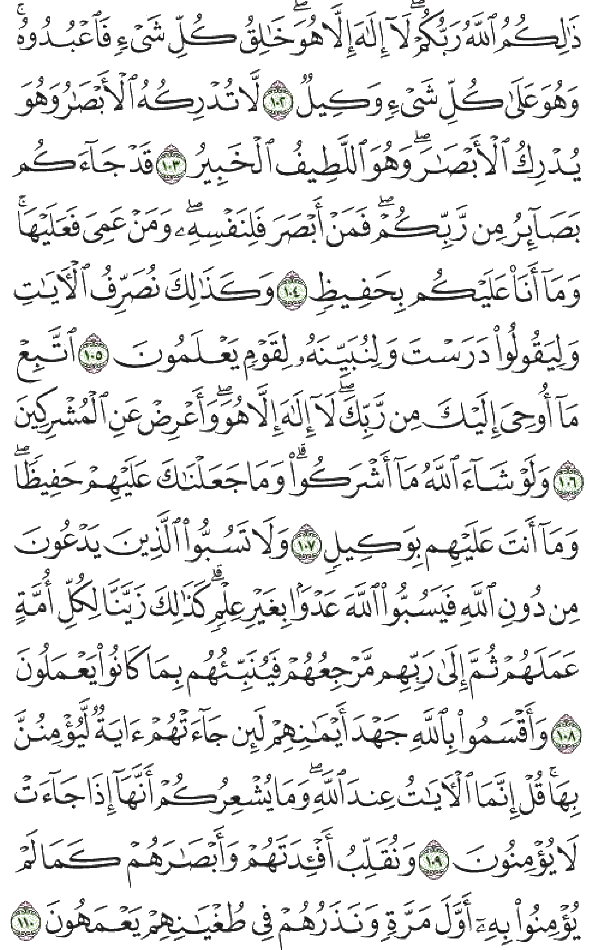 ذَٰلِكُمُ ٱللَّهُ رَبُّكُمْ ۖ لَآ إِلَٰهَ إِلَّا هُوَ ۖ خَٰلِقُ كُلِّ شَىْءٍ فَٱعْبُدُوهُ ۚ
وَهُوَ عَلَىٰ كُلِّ شَىْءٍ وَكِيلٌ ١٠٢ لَّا تُدْرِكُهُ ٱلْأَبْصَٰرُ وَهُوَ
يُدْرِكُ ٱلْأَبْصَٰرَ ۖ وَهُوَ ٱللَّطِيفُ ٱلْخَبِيرُ ١٠٣ قَدْ جَآءَكُم
بَصَآئِرُ مِن رَّبِّكُمْ ۖ فَمَنْ أَبْصَرَ فَلِنَفْسِهِۦ ۖ وَمَنْ عَمِىَ فَعَلَيْهَا ۚ
وَمَآ أَنَا۠ عَلَيْكُم بِحَفِيظٍ ١٠٤ وَكَذَٰلِكَ نُصَرِّفُ ٱلْءَايَٰتِ
وَلِيَقُولُوا۟ دَرَسْتَ وَلِنُبَيِّنَهُۥ لِقَوْمٍ يَعْلَمُونَ ١٠٥ ٱتَّبِعْ
مَآ أُوحِىَ إِلَيْكَ مِن رَّبِّكَ ۖ لَآ إِلَٰهَ إِلَّا هُوَ ۖ وَأَعْرِضْ عَنِ ٱلْمُشْرِكِينَ
١٠٦ وَلَوْ شَآءَ ٱللَّهُ مَآ أَشْرَكُوا۟ ۗ وَمَا جَعَلْنَٰكَ عَلَيْهِمْ حَفِيظًا ۖ
وَمَآ أَنتَ عَلَيْهِم بِوَكِيلٍ ١٠٧ وَلَا تَسُبُّوا۟ ٱلَّذِينَ يَدْعُونَ
مِن دُونِ ٱللَّهِ فَيَسُبُّوا۟ ٱللَّهَ عَدْوًۢا بِغَيْرِ عِلْمٍ ۗ كَذَٰلِكَ زَيَّنَّا لِكُلِّ أُمَّةٍ
عَمَلَهُمْ ثُمَّ إِلَىٰ رَبِّهِم مَّرْجِعُهُمْ فَيُنَبِّئُهُم بِمَا كَانُوا۟ يَعْمَلُونَ
١٠٨ وَأَقْسَمُوا۟ بِٱللَّهِ جَهْدَ أَيْمَٰنِهِمْ لَئِن جَآءَتْهُمْ ءَايَةٌ لَّيُؤْمِنُنَّ
بِهَا ۚ قُلْ إِنَّمَا ٱلْءَايَٰتُ عِندَ ٱللَّهِ ۖ وَمَا يُشْعِرُكُمْ أَنَّهَآ إِذَا جَآءَتْ
لَا يُؤْمِنُونَ ١٠٩ وَنُقَلِّبُ أَفْـِٔدَتَهُمْ وَأَبْصَٰرَهُمْ كَمَا لَمْ
يُؤْمِنُوا۟ بِهِۦٓ أَوَّلَ مَرَّةٍ وَنَذَرُهُمْ فِى طُغْيَٰنِهِمْ يَعْمَهُونَ ١١٠